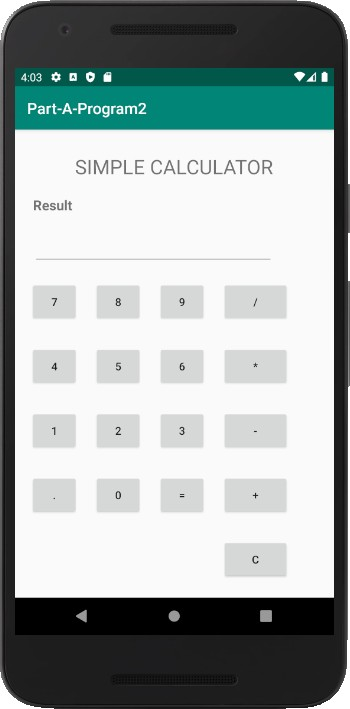 4:03
Part-A-Program2
SIMPLE CALCULATOR
Result
7 8 9 /
4 5 6 *
1 2 3 -
. 0 = +
C